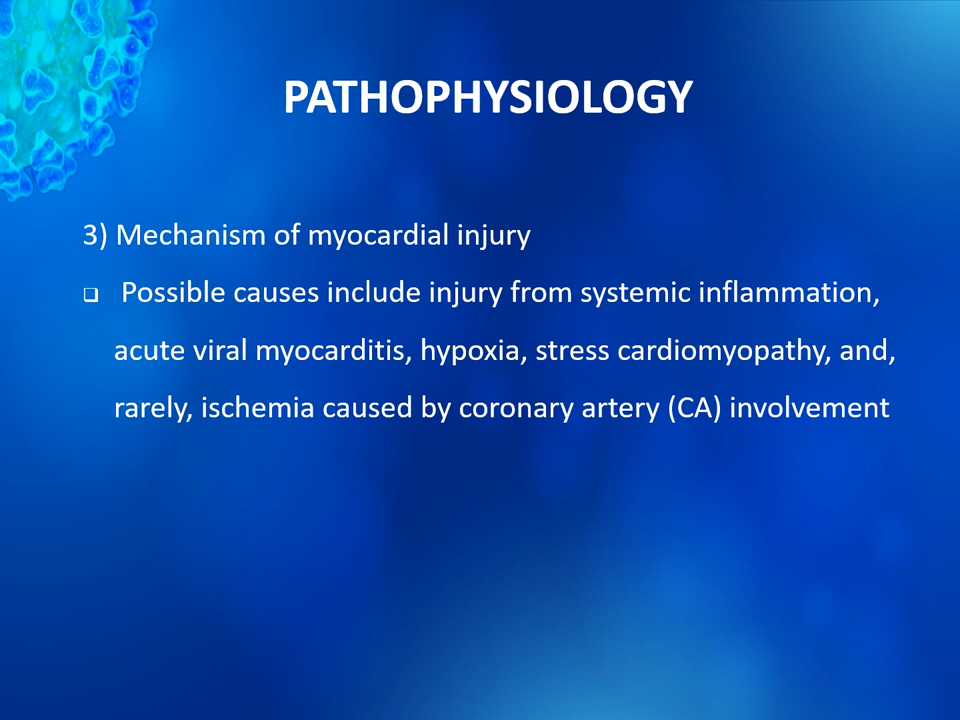 PATHOPHYSIOLOGY
3) Mechanism of myocardial injury
❑ Possible causes include injury from systemic inflammation,
acute viral myocarditis, hypoxia, stress cardiomyopathy, and,
rarely, ischemia caused by coronary artery (CA) involvement